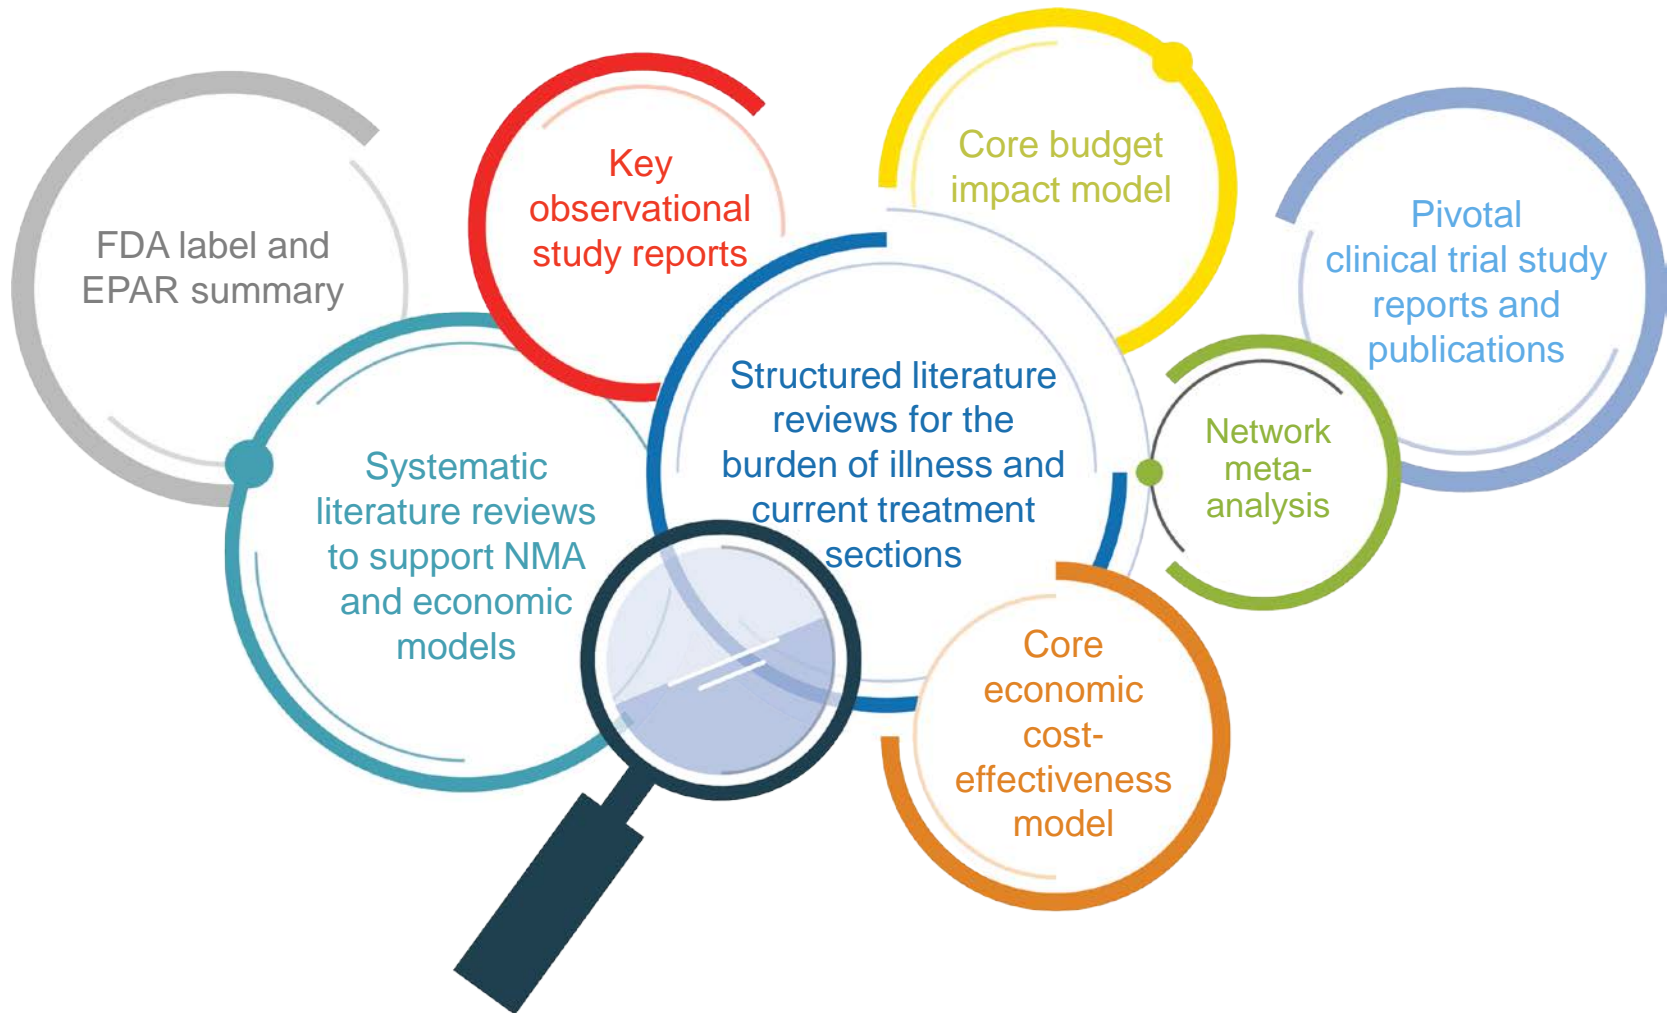 FDA label and
EPAR summary
Key
observational
study reports
Core budget
impact model
Pivotal
clinical trial study
reports and
publications
Systematic
literature reviews
to support NMA
and economic
models
Structured literature
reviews for the
burden of illness and
current treatment
sections
Network
meta-
analysis
Core
economic
cost-
effectiveness
model